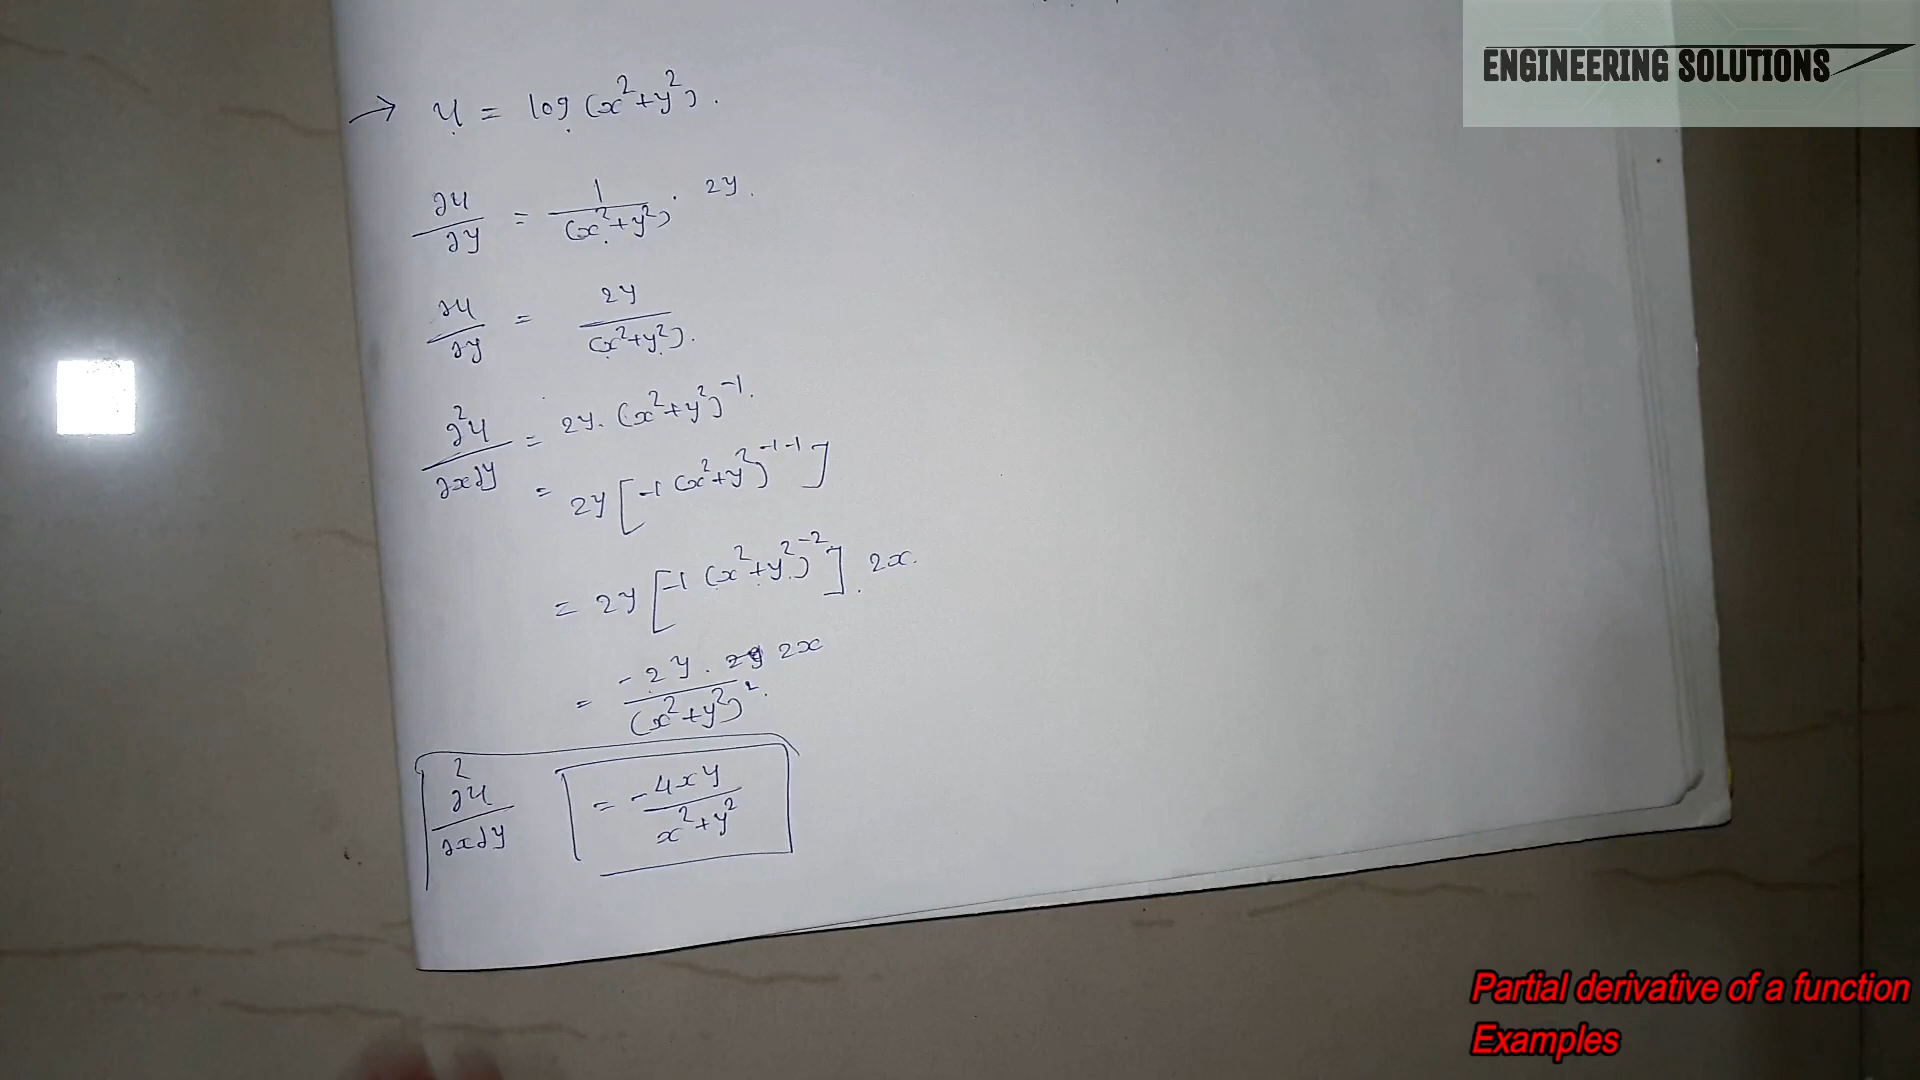 ENGINEERING SOLUTIONS
→ u = log (x²+y²).
∂u/∂y = 1/(x²+y²) . 2y.
∂u/∂y = 2y/(x²+y²).
∂²u/∂x∂y = 2y. (x²+y²)⁻¹.
= 2y [-1 (x²+y²)⁻¹⁻¹]
= 2y [-1 (x²+y²)⁻²] . 2x.
= -2y . 2x/(x²+y²)².
∂²u/∂x∂y = -4xy/x²+y²
Partial derivative of a function
Examples